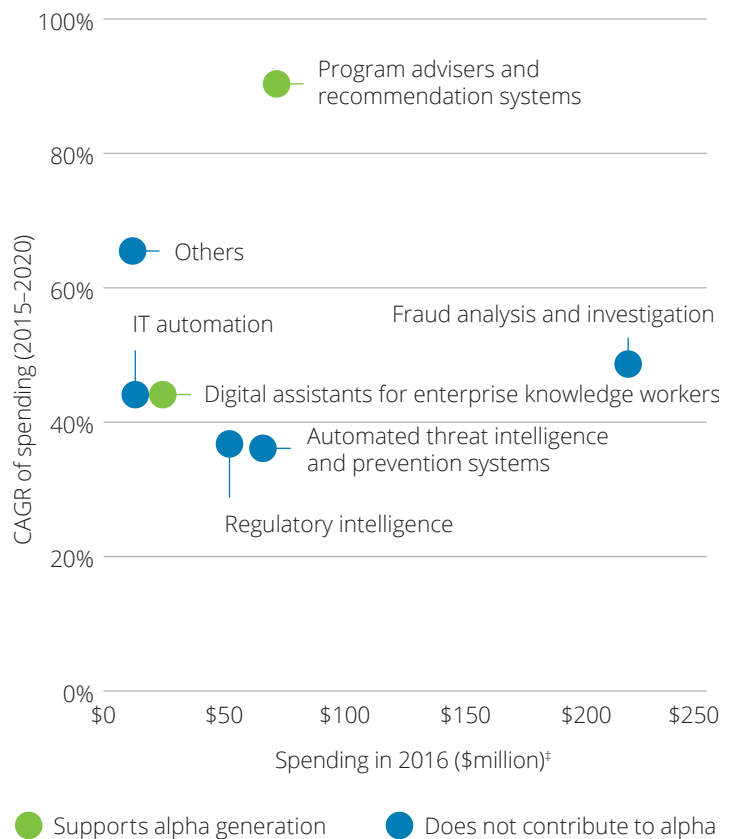 100%
Program advisers and
recommendation systems
80%
Others
60%
Fraud analysis and investigation
IT automation
Digital assistants for enterprise knowledge workers
40%
Automated threat intelligence
and prevention systems
Regulatory intelligence
20%
0%
CAGR of spending (2015–2020)
$0 $50 $100 $150 $200 $250
Spending in 2016 ($million)‡
Supports alpha generation
Does not contribute to alpha